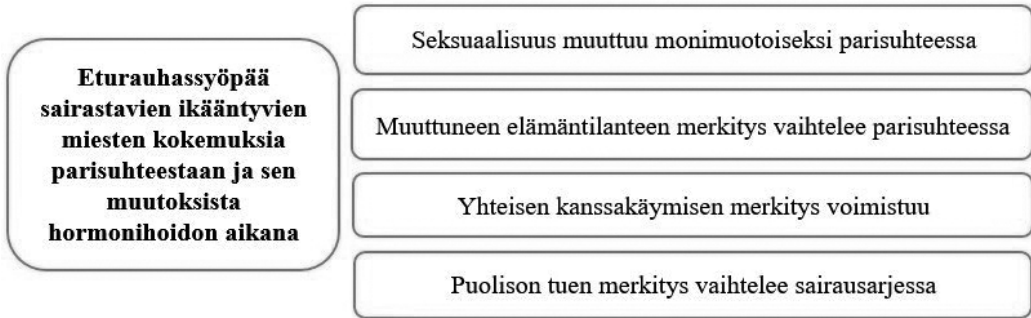 Eturauhassyöpää
sairastavien ikääntyvien
miesten kokemuksia
parisuhteestaan ja sen
muutoksista
hormonihoidon aikana
Seksuaalisuus muuttuu monimuotoiseksi parisuhteessa
Muuttuneen elämäntilanteen merkitys vaihtelee parisuhteessa
Yhteisen kanssakäymisen merkitys voimistuu
Puolison tuen merkitys vaihtelee sairausarjessa